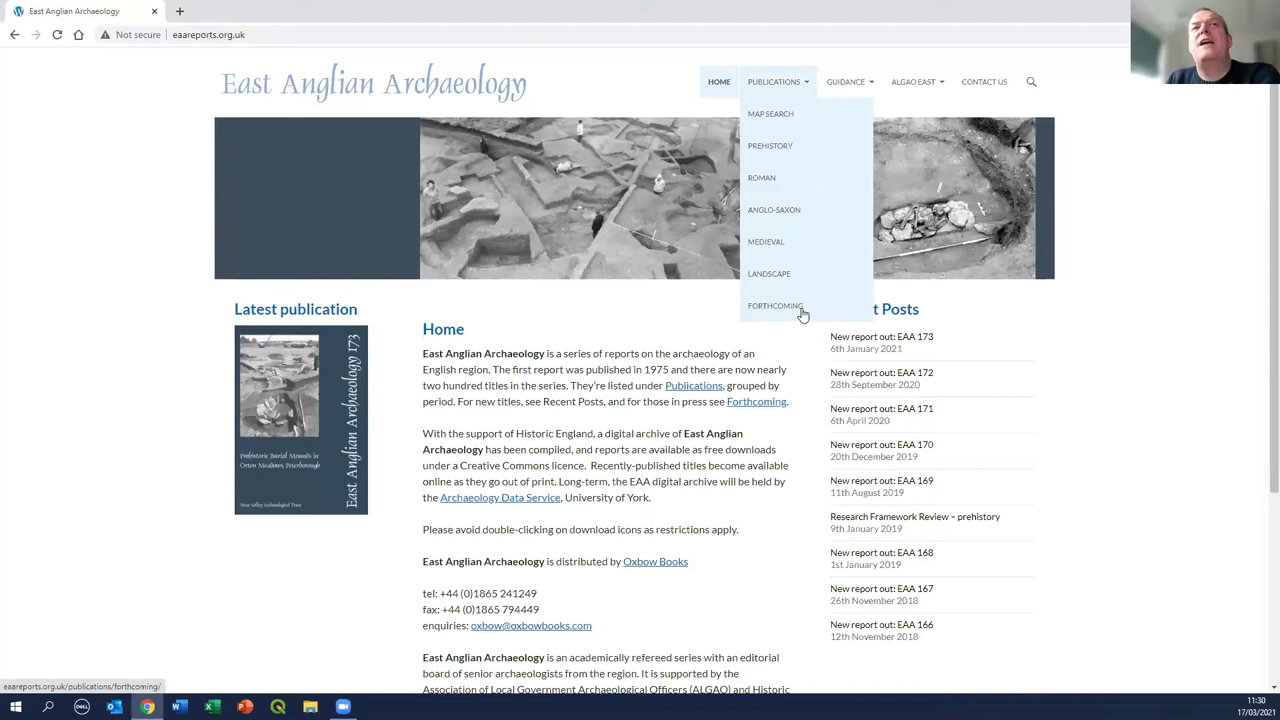 East Anglian Archaeology
Not secure
eaareports.org.uk
East Anglian Archaeology
HOME
PUBLICATIONS
GUIDANCE
ALGAO EAST
CONTACT US
MAP SEARCH
PREHISTORY
ROMAN
ANGLO-SAXON
MEDIEVAL
LANDSCAPE
FORTHCOMING
Latest publication
Prehistoric Burial Mounds in
Orton Meadows, Peterborough
Nene Valley Archaeological Trust
East Anglian Archaeology 173
Home
East Anglian Archaeology is a series of reports on the archaeology of an
English region. The first report was published in 1975 and there are now nearly
two hundred titles in the series. They're listed under Publications, grouped by
period. For new titles, see Recent Posts, and for those in press see Forthcoming.
With the support of Historic England, a digital archive of East Anglian
Archaeology has been compiled, and reports are available as free downloads
under a Creative Commons licence. Recently-published titles become available
online as they go out of print. Long-term, the EAA digital archive will be held by
the Archaeology Data Service, University of York.
Please avoid double-clicking on download icons as restrictions apply.
East Anglian Archaeology is distributed by Oxbow Books
tel: +44 (0)1865 241249
fax: +44 (0)1865 794449
enquiries: oxbow@oxbowbooks.com
East Anglian Archaeology is an academically refereed series with an editorial
board of senior archaeologists from the region. It is supported by the
Association of Local Government Archaeological Officers (ALGAO) and Historic
t Posts
New report out: EAA 173
6th January 2021
New report out: EAA 172
28th September 2020
New report out: EAA 171
6th April 2020
New report out: EAA 170
20th December 2019
New report out: EAA 169
11th August 2019
Research Framework Review – prehistory
9th January 2019
New report out: EAA 168
1st January 2019
New report out: EAA 167
26th November 2018
New report out: EAA 166
12th November 2018
eaareports.org.uk/publications/forthcoming/
DELL
11:30
17/03/2021